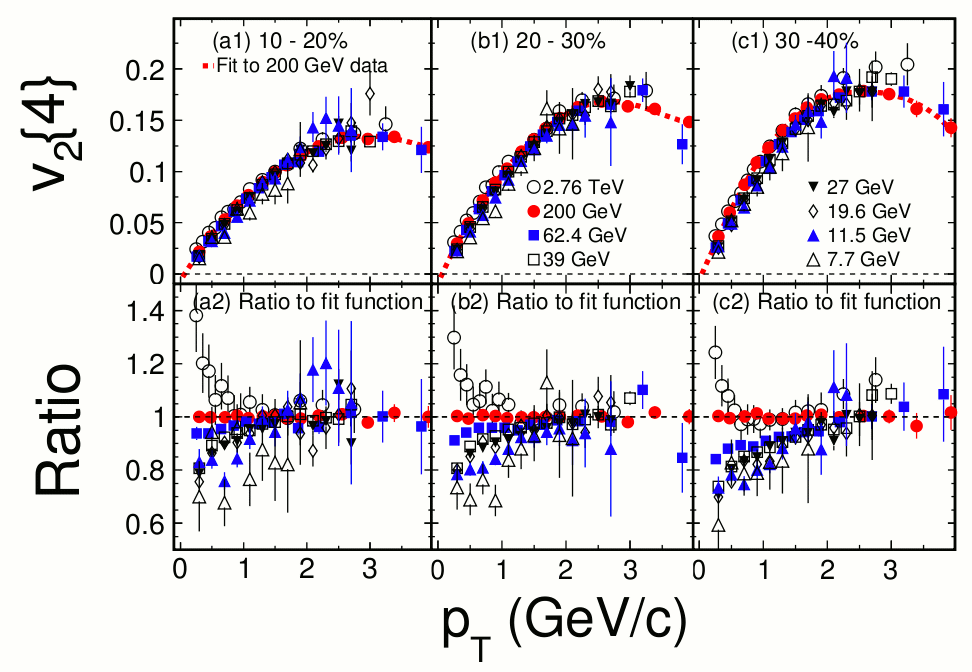 (a1) 10 - 20%
Fit to 200 GeV data
(b1) 20 - 30%
(c1) 30 -40%
v2{4}
0.2
0.15
0.1
0.05
0
2.76 TeV
200 GeV
62.4 GeV
39 GeV
27 GeV
19.6 GeV
11.5 GeV
7.7 GeV
(a2) Ratio to fit function
(b2) Ratio to fit function
(c2) Ratio to fit function
Ratio
1.4
1.2
1
0.8
0.6
0 1 2 3 0 1 2 3 0 1 2 3
pT (GeV/c)